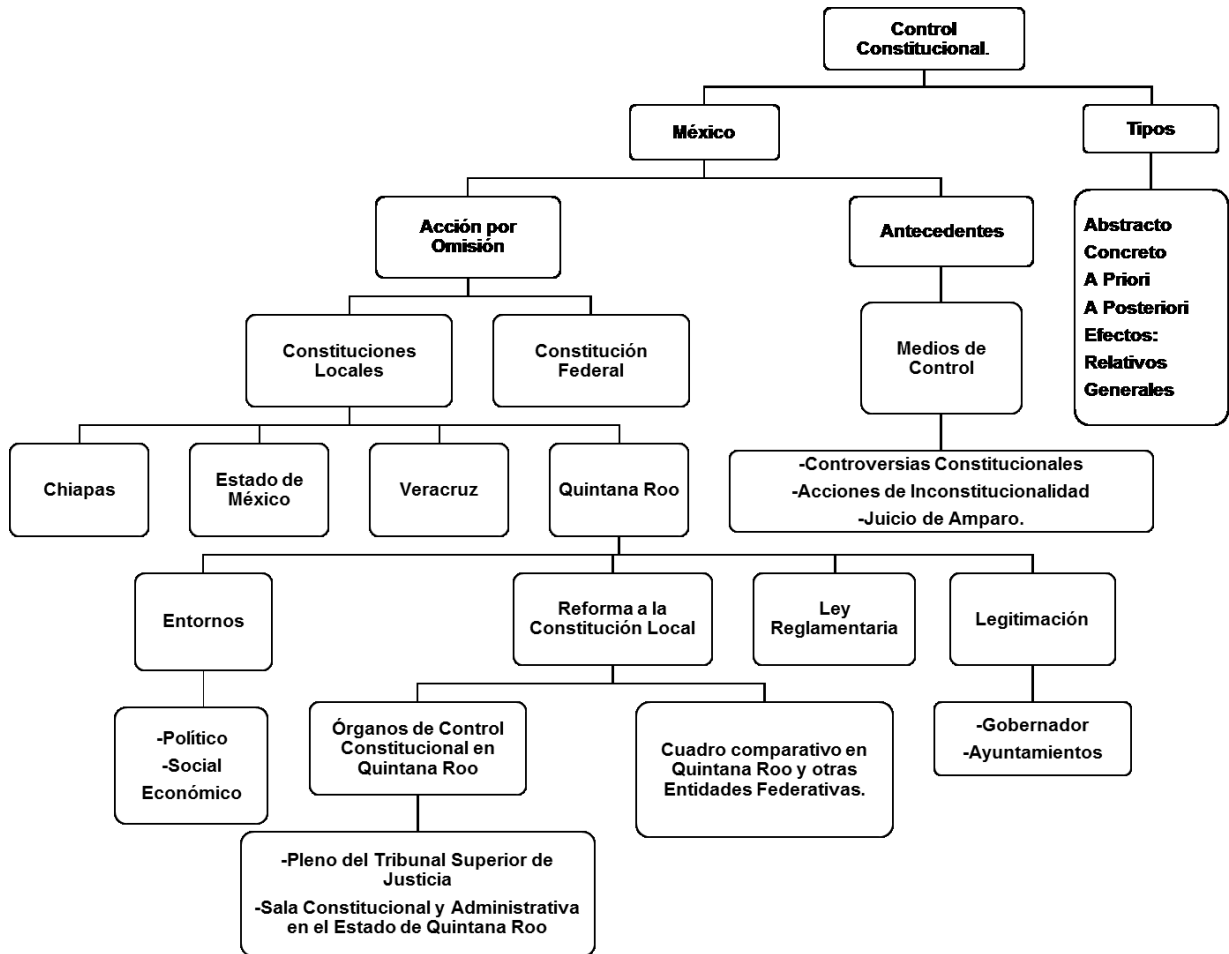 Control
Constitucional.
México
Tipos
Acción por
Omisión
Antecedentes
Abstracto
Concreto
A Priori
A Posteriori
Efectos:
Relativos
Generales
Constituciones
Locales
Constitución
Federal
Medios de
Control
Chiapas
Estado de
México
Veracruz
Quintana Roo
-Controversias Constitucionales
-Acciones de Inconstitucionalidad
-Juicio de Amparo.
Entornos
Reforma a la
Constitución Local
Ley
Reglamentaria
Legitimación
-Político
-Social
Económico
Órganos de Control
Constitucional en
Quintana Roo
Cuadro comparativo en
Quintana Roo y otras
Entidades Federativas.
-Gobernador
-Ayuntamientos
-Pleno del Tribunal Superior de
Justicia
-Sala Constitucional y Administrativa
en el Estado de Quintana Roo